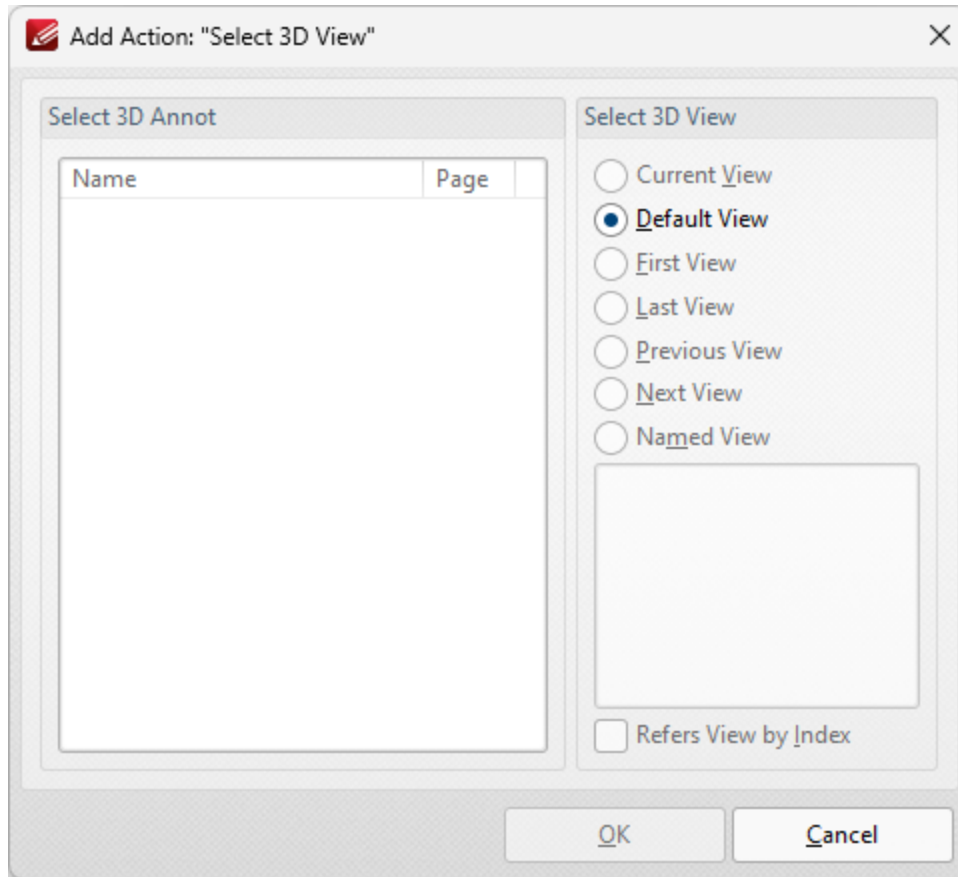 Add Action: "Select 3D View"
Select 3D Annot
Name Page
Select 3D View
Current View
Default View
First View
Last View
Previous View
Next View
Named View
Refers View by Index
OK Cancel